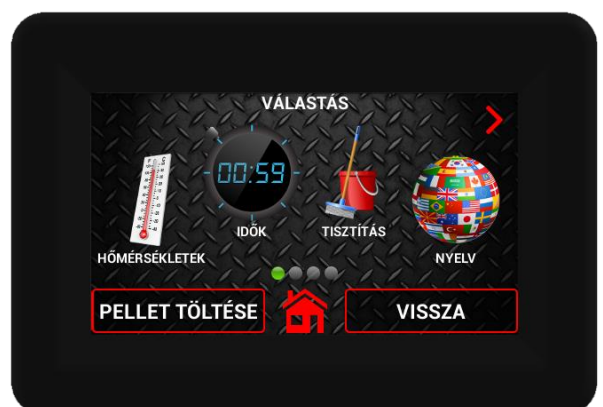 VÁLASTÁS
00:59
HŐMÉRSÉKLETEK
IDŐK
TISZTÍTÁS
NYELV
PELLET TÖLTÉSE
VISSZA